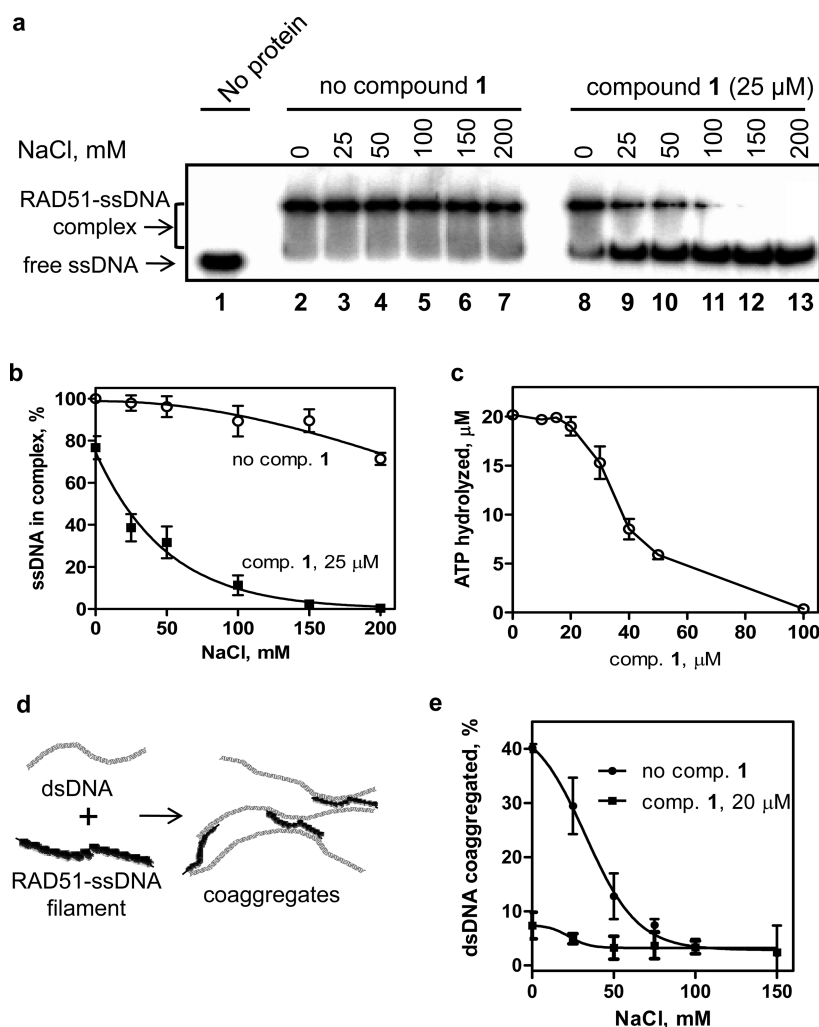 a
No protein
no compound 1
compound 1 (25 µM)
NaCl, mM
0 25 50 100 150 200 0 25 50 100 150 200
RAD51-ssDNA
complex
free ssDNA
1 2 3 4 5 6 7 8 9 10 11 12 13
b
ssDNA in complex, %
100
80
60
40
20
0
no comp. 1
comp. 1, 25 µM
0 50 100 150 200
NaCl, mM
c
ATP hydrolyzed, µM
20
15
10
5
0
0 20 40 60 80 100
comp. 1, µM
d
dsDNA
+
RAD51-ssDNA
filament
coaggregates
e
dsDNA coaggregated, %
40
30
20
10
0
no comp. 1
comp. 1, 20 µM
0 50 100 150
NaCl, mM